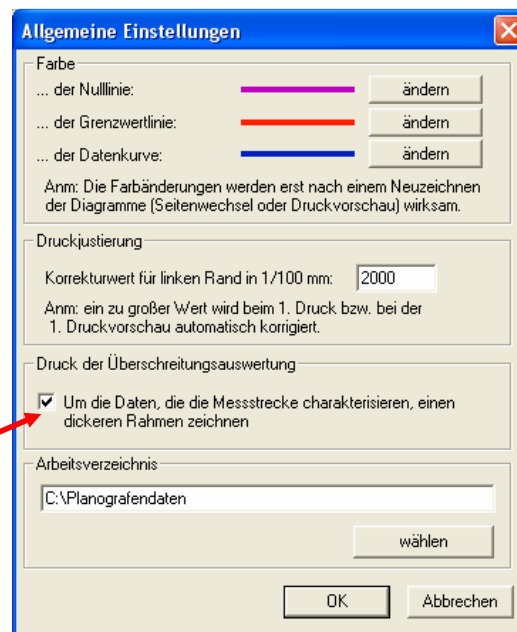 Allgemeine Einstellungen
Farbe
... der Nulllinie: ändern
... der Grenzwertlinie: ändern
... der Datenkurve: ändern
Anm: Die Farbänderungen werden erst nach einem Neuzeichnen
der Diagramme (Seitenwechsel oder Druckvorschau) wirksam.
Druckjustierung
Korrekturwert für linken Rand in 1/100 mm: 2000
Anm: ein zu großer Wert wird beim 1. Druck bzw. bei der
1. Druckvorschau automatisch korrigiert.
Druck der Überschreitungsauswertung
Um die Daten, die die Messstrecke charakterisieren, einen
dickeren Rahmen zeichnen
Arbeitsverzeichnis
C:\Planografendaten
wählen
OK Abbrechen